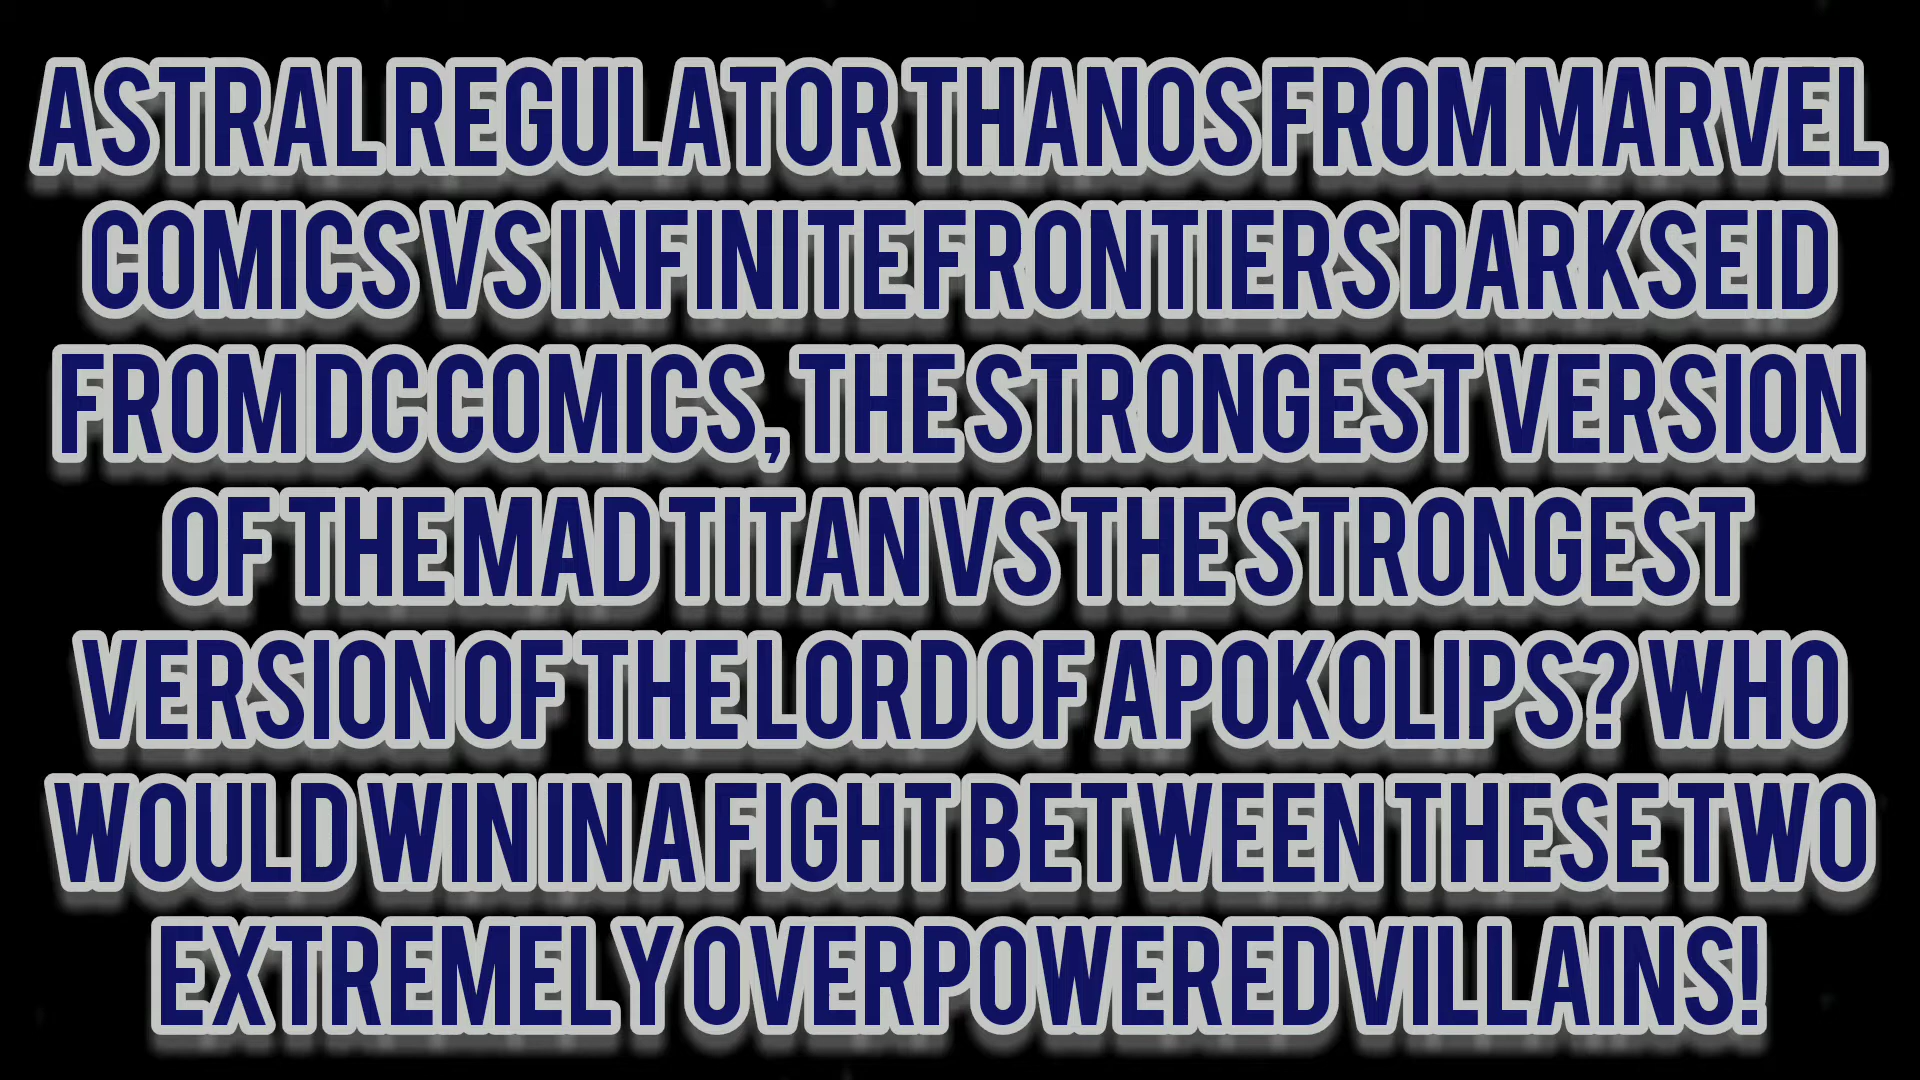 ASTRAL REGULATOR THANOS FROM MARVEL
COMICS VS INFINITE FRONTIERS DARKSEID
FROM DC COMICS, THE STRONGEST VERSION
OF THE MAD TITAN VS THE STRONGEST
VERSION OF THE LORD OF APOKOLIPS? WHO
WOULD WIN IN A FIGHT BETWEEN THESE TWO
EXTREMELY OVERPOWERED VILLAINS!